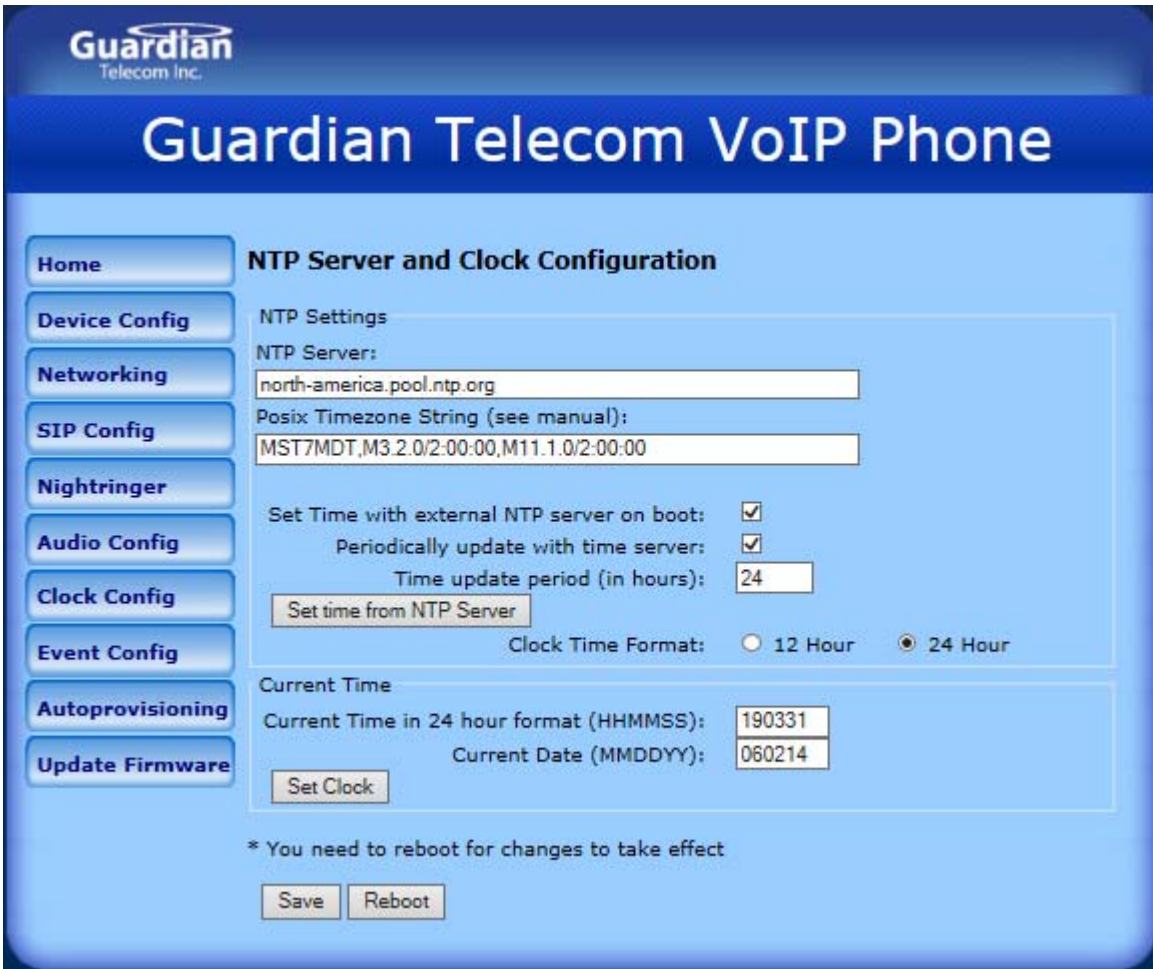 Guardian
Telecom Inc.
Guardian Telecom VoIP Phone
Home
Device Config
Networking
SIP Config
Nightringer
Audio Config
Clock Config
Event Config
Autoprovisioning
Update Firmware
NTP Server and Clock Configuration
NTP Settings
NTP Server:
north-america.pool.ntp.org
Posix Timezone String (see manual):
MST7MDT,M3.2.0/2:00:00,M11.1.0/2:00:00
Set Time with external NTP server on boot:
Periodically update with time server:
Time update period (in hours): 24
Set time from NTP Server
Clock Time Format: 12 Hour 24 Hour
Current Time
Current Time in 24 hour format (HHMMSS): 190331
Current Date (MMDDYY): 060214
Set Clock
* You need to reboot for changes to take effect
Save Reboot